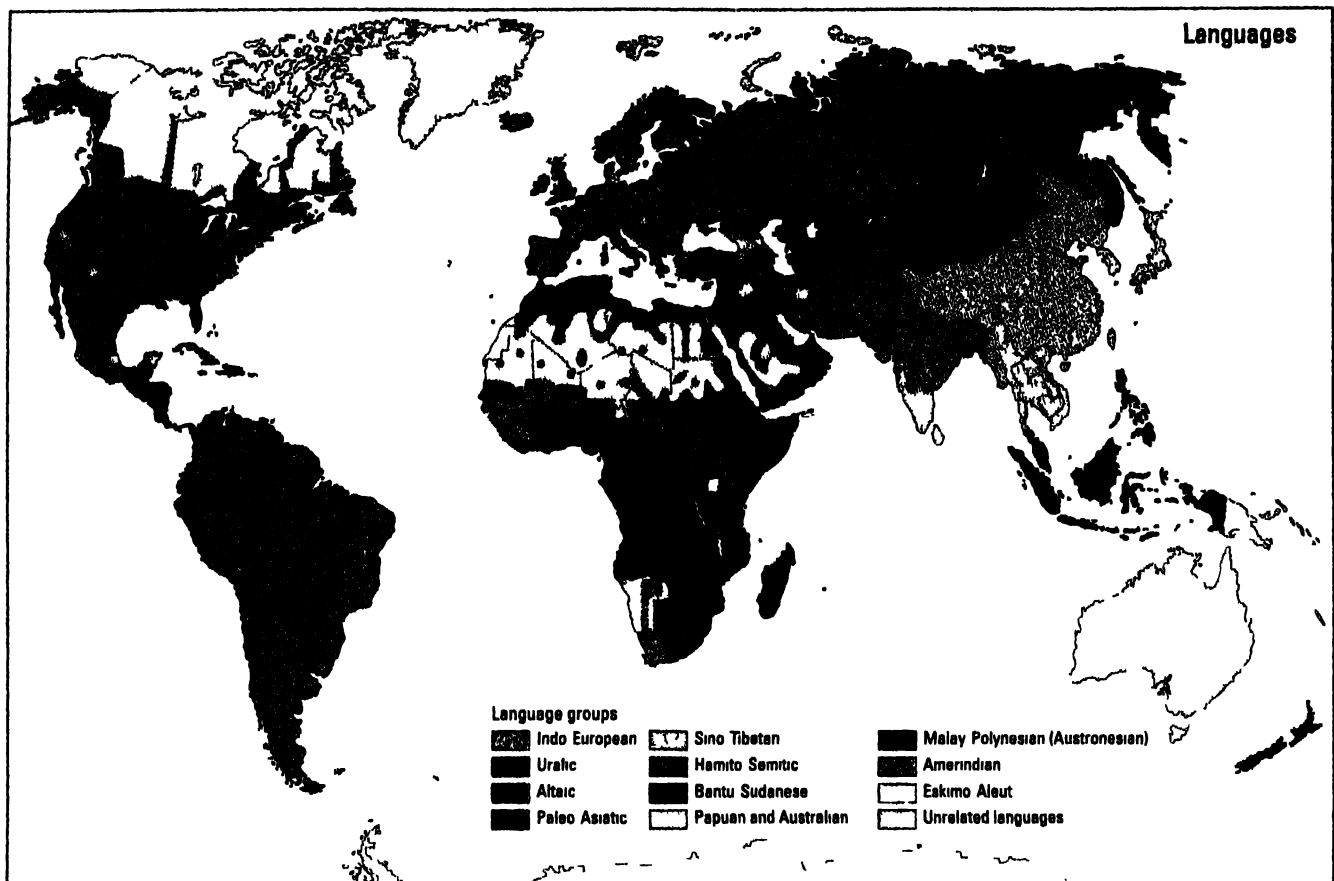 Languages
Language groups
Indo European
Uralic
Altaic
Paleo Asiatic
Sino Tibetan
Hamito Semitic
Bantu Sudanese
Papuan and Australian
Malay Polynesian (Austronesian)
Amerindian
Eskimo Aleut
Unrelated languages